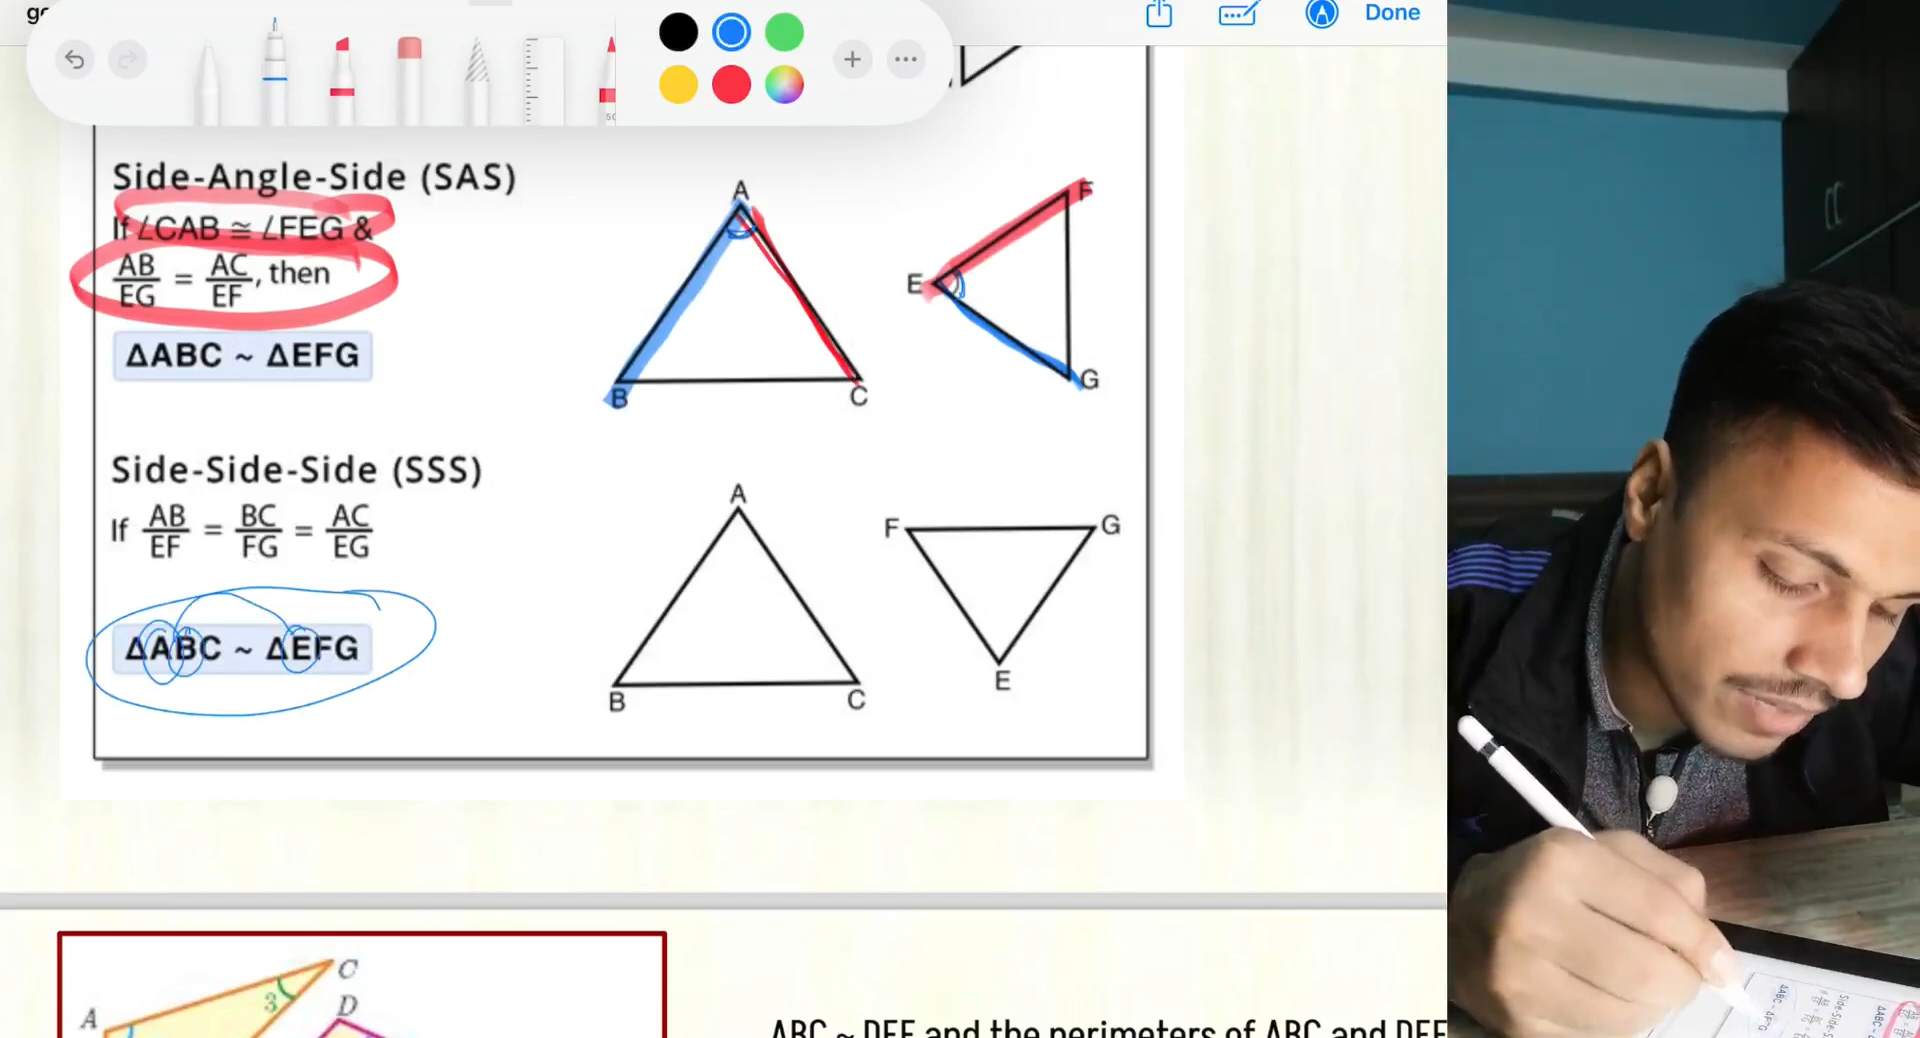 Done
Side-Angle-Side (SAS)
If ∠CAB ≅ ∠FEG &
AB/EG = AC/EF, then
ΔABC ~ ΔEFG
A
B
C
E
F
G
Side-Side-Side (SSS)
If AB/EF = BC/FG = AC/EG
ΔABC ~ ΔEFG
A
B
C
F
G
E
C
3
D
A
ABC ~ DEF and the perimeters of ABC and DEF